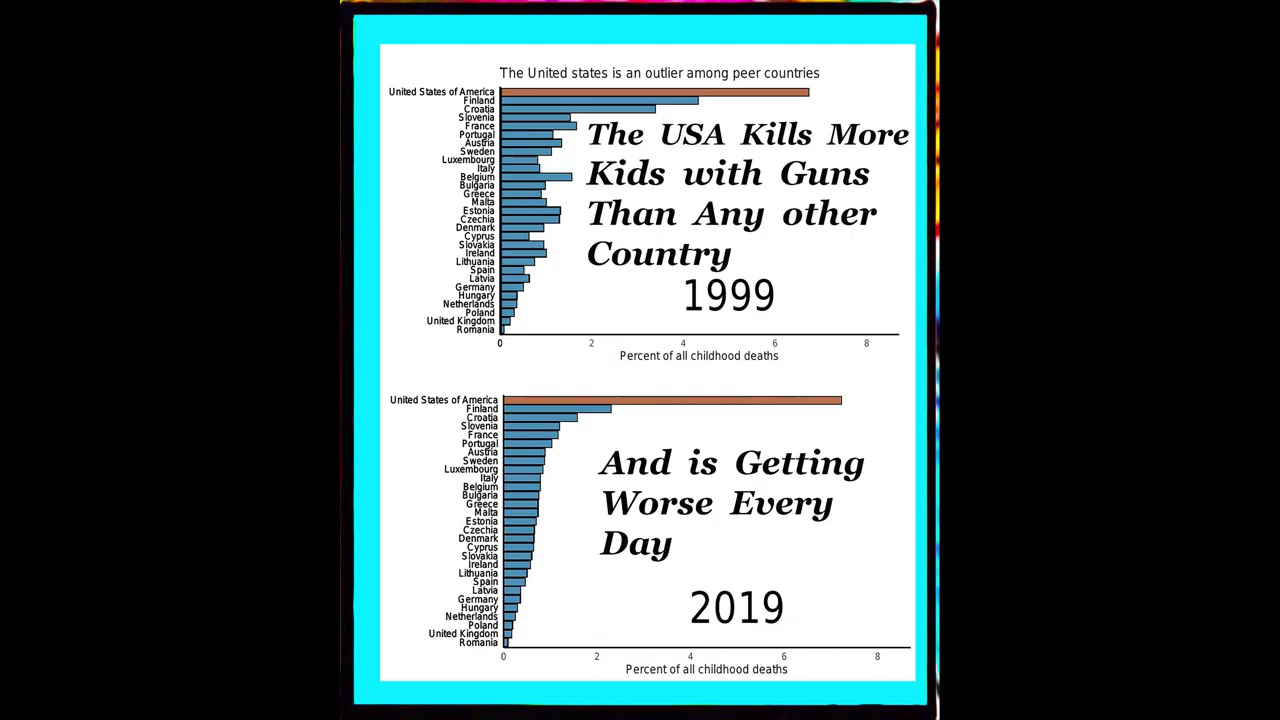 The United states is an outlier among peer countries
United States of America
Finland
Croatia
Slovenia
France
Portugal
Austria
Sweden
Luxembourg
Italy
Belgium
Bulgaria
Greece
Malta
Estonia
Czechia
Denmark
Cyprus
Slovakia
Ireland
Lithuania
Spain
Latvia
Germany
Hungary
Netherlands
Poland
United Kingdom
Romania
The USA Kills More
Kids with Guns
Than Any other
Country
1999
0 2 4 6 8
Percent of all childhood deaths
United States of America
Finland
Croatia
Slovenia
France
Portugal
Austria
Sweden
Luxembourg
Italy
Belgium
Bulgaria
Greece
Malta
Estonia
Czechia
Denmark
Cyprus
Slovakia
Ireland
Lithuania
Spain
Latvia
Germany
Hungary
Netherlands
Poland
United Kingdom
Romania
And is Getting
Worse Every
Day
2019
0 2 4 6 8
Percent of all childhood deaths